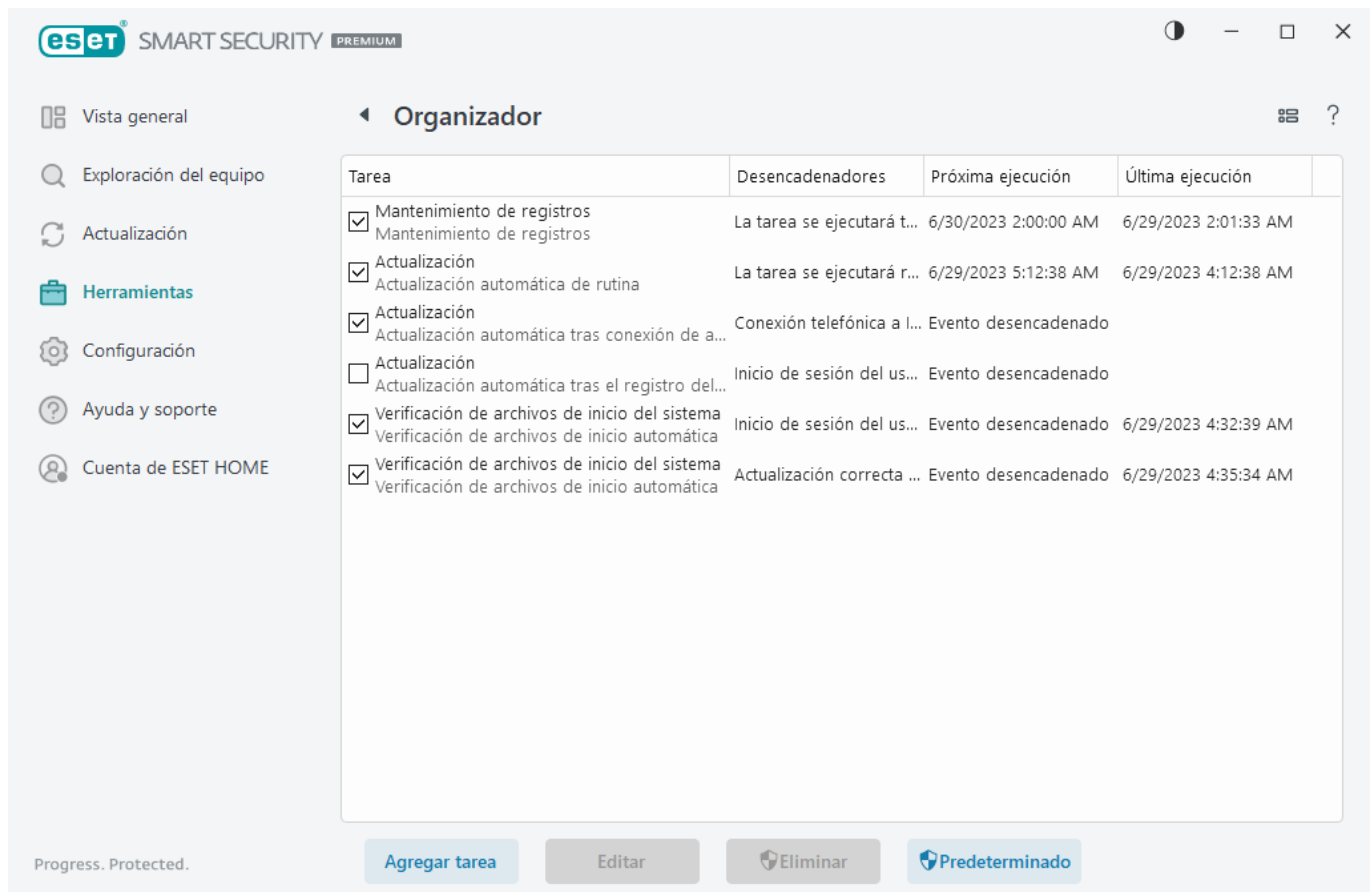 eset® SMART SECURITY PREMIUM
Vista general
Exploración del equipo
Actualización
Herramientas
Configuración
Ayuda y soporte
Cuenta de ESET HOME
Progress. Protected.
Organizador
?
Tarea Desencadenadores Próxima ejecución Última ejecución
Mantenimiento de registros
Mantenimiento de registros
La tarea se ejecutará t... 6/30/2023 2:00:00 AM 6/29/2023 2:01:33 AM
Actualización
Actualización automática de rutina
La tarea se ejecutará r... 6/29/2023 5:12:38 AM 6/29/2023 4:12:38 AM
Actualización
Actualización automática tras conexión de a...
Conexión telefónica a I... Evento desencadenado
Actualización
Actualización automática tras el registro del...
Inicio de sesión del us... Evento desencadenado
Verificación de archivos de inicio del sistema
Verificación de archivos de inicio automática
Inicio de sesión del us... Evento desencadenado 6/29/2023 4:32:39 AM
Verificación de archivos de inicio del sistema
Verificación de archivos de inicio automática
Actualización correcta ... Evento desencadenado 6/29/2023 4:35:34 AM
Agregar tarea Editar Eliminar Predeterminado